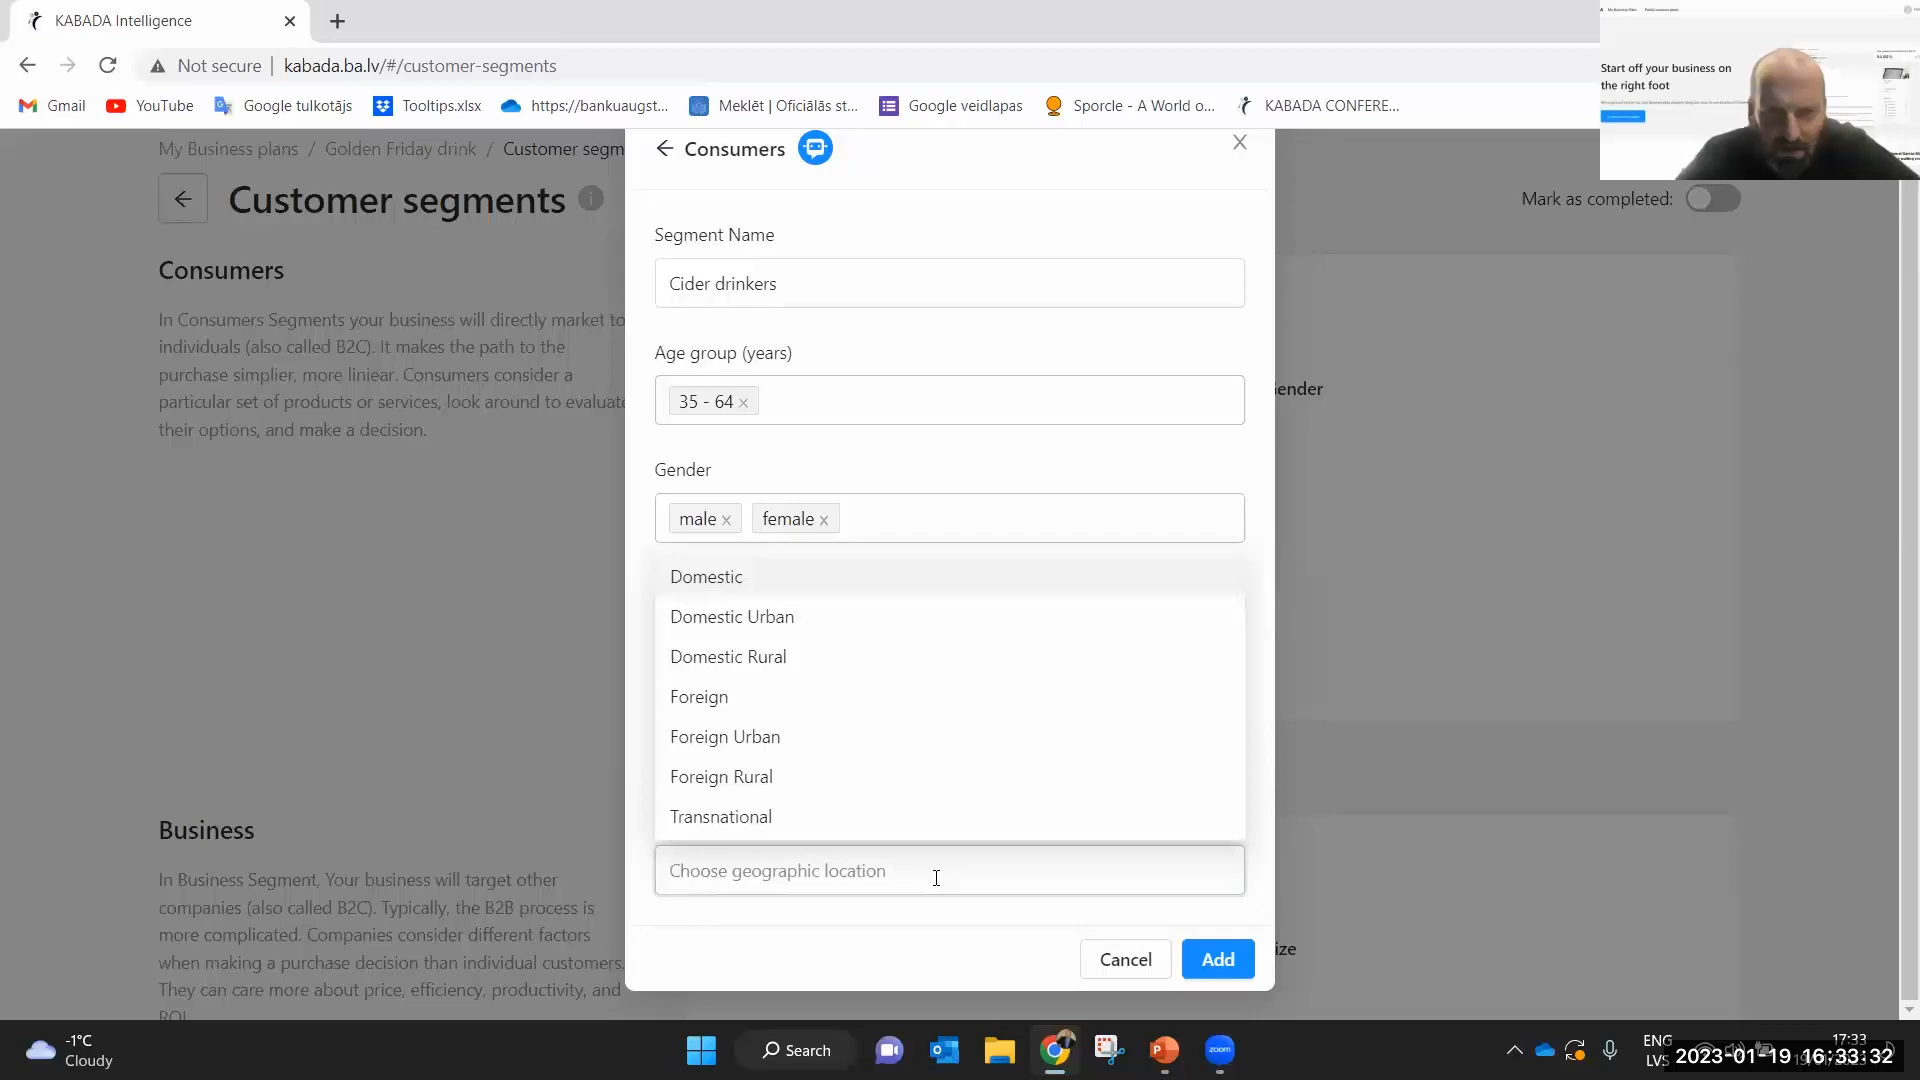 KABADA Intelligence
Not secure
kabada.ba.lv/#/customer-segments
Gmail
YouTube
Google tulkotājs
Tooltips.xlsx
https://bankuaugst...
Meklēt | Oficiālās st...
Google veidlapas
Sporcle - A World o...
KABADA CONFERE...
Start off your business on
the right foot
My Business plans / Golden Friday drink / Customer segm
Customer segments
Mark as completed:
Consumers
In Consumers Segments your business will directly market to
individuals (also called B2C). It makes the path to the
purchase simplier, more liniear. Consumers consider a
particular set of products or services, look around to evaluate
their options, and make a decision.
Business
In Business Segment, Your business will target other
companies (also called B2C). Typically, the B2B process is
more complicated. Companies consider different factors
when making a purchase decision than individual customers.
They can care more about price, efficiency, productivity, and
ROI
Consumers
X
Segment Name
Cider drinkers
Age group (years)
35 - 64
Gender
male
female
Domestic
Domestic Urban
Domestic Rural
Foreign
Foreign Urban
Foreign Rural
Transnational
Choose geographic location
Cancel
Add
ender
ize
-1°C
Cloudy
Search
zoom
ENG
LVS
17:33
2023-01-19 16:33:32